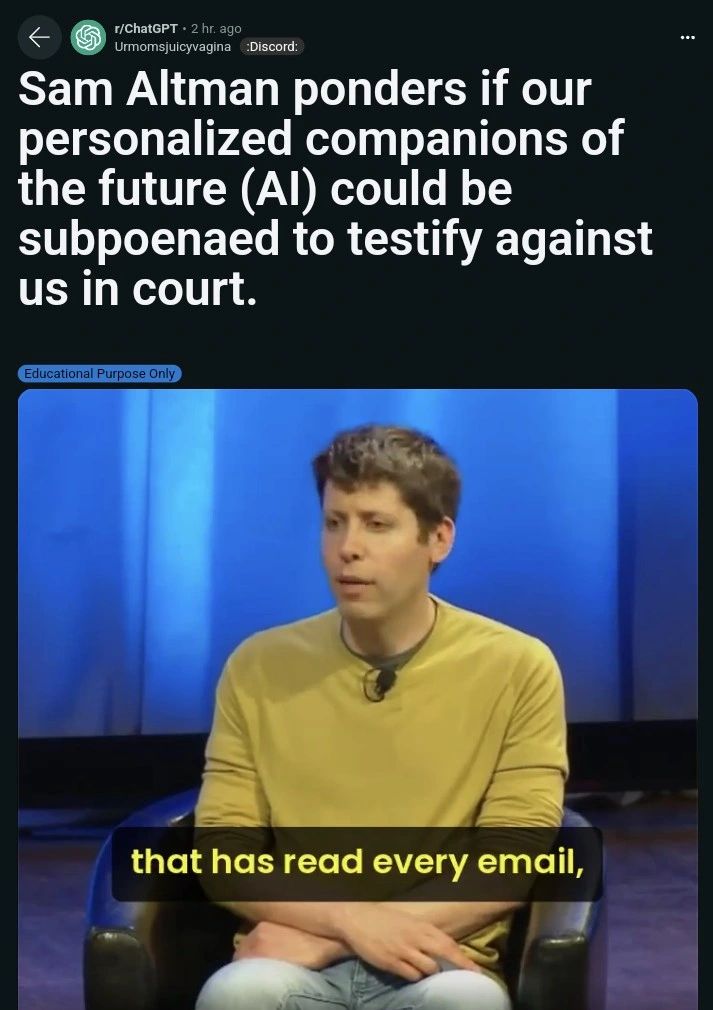 r/ChatGPT • 2 hr. ago
Urmomsjuicyvagina :Discord:
Sam Altman ponders if our
personalized companions of
the future (AI) could be
subpoenaed to testify against
us in court.
Educational Purpose Only
that has read every email,